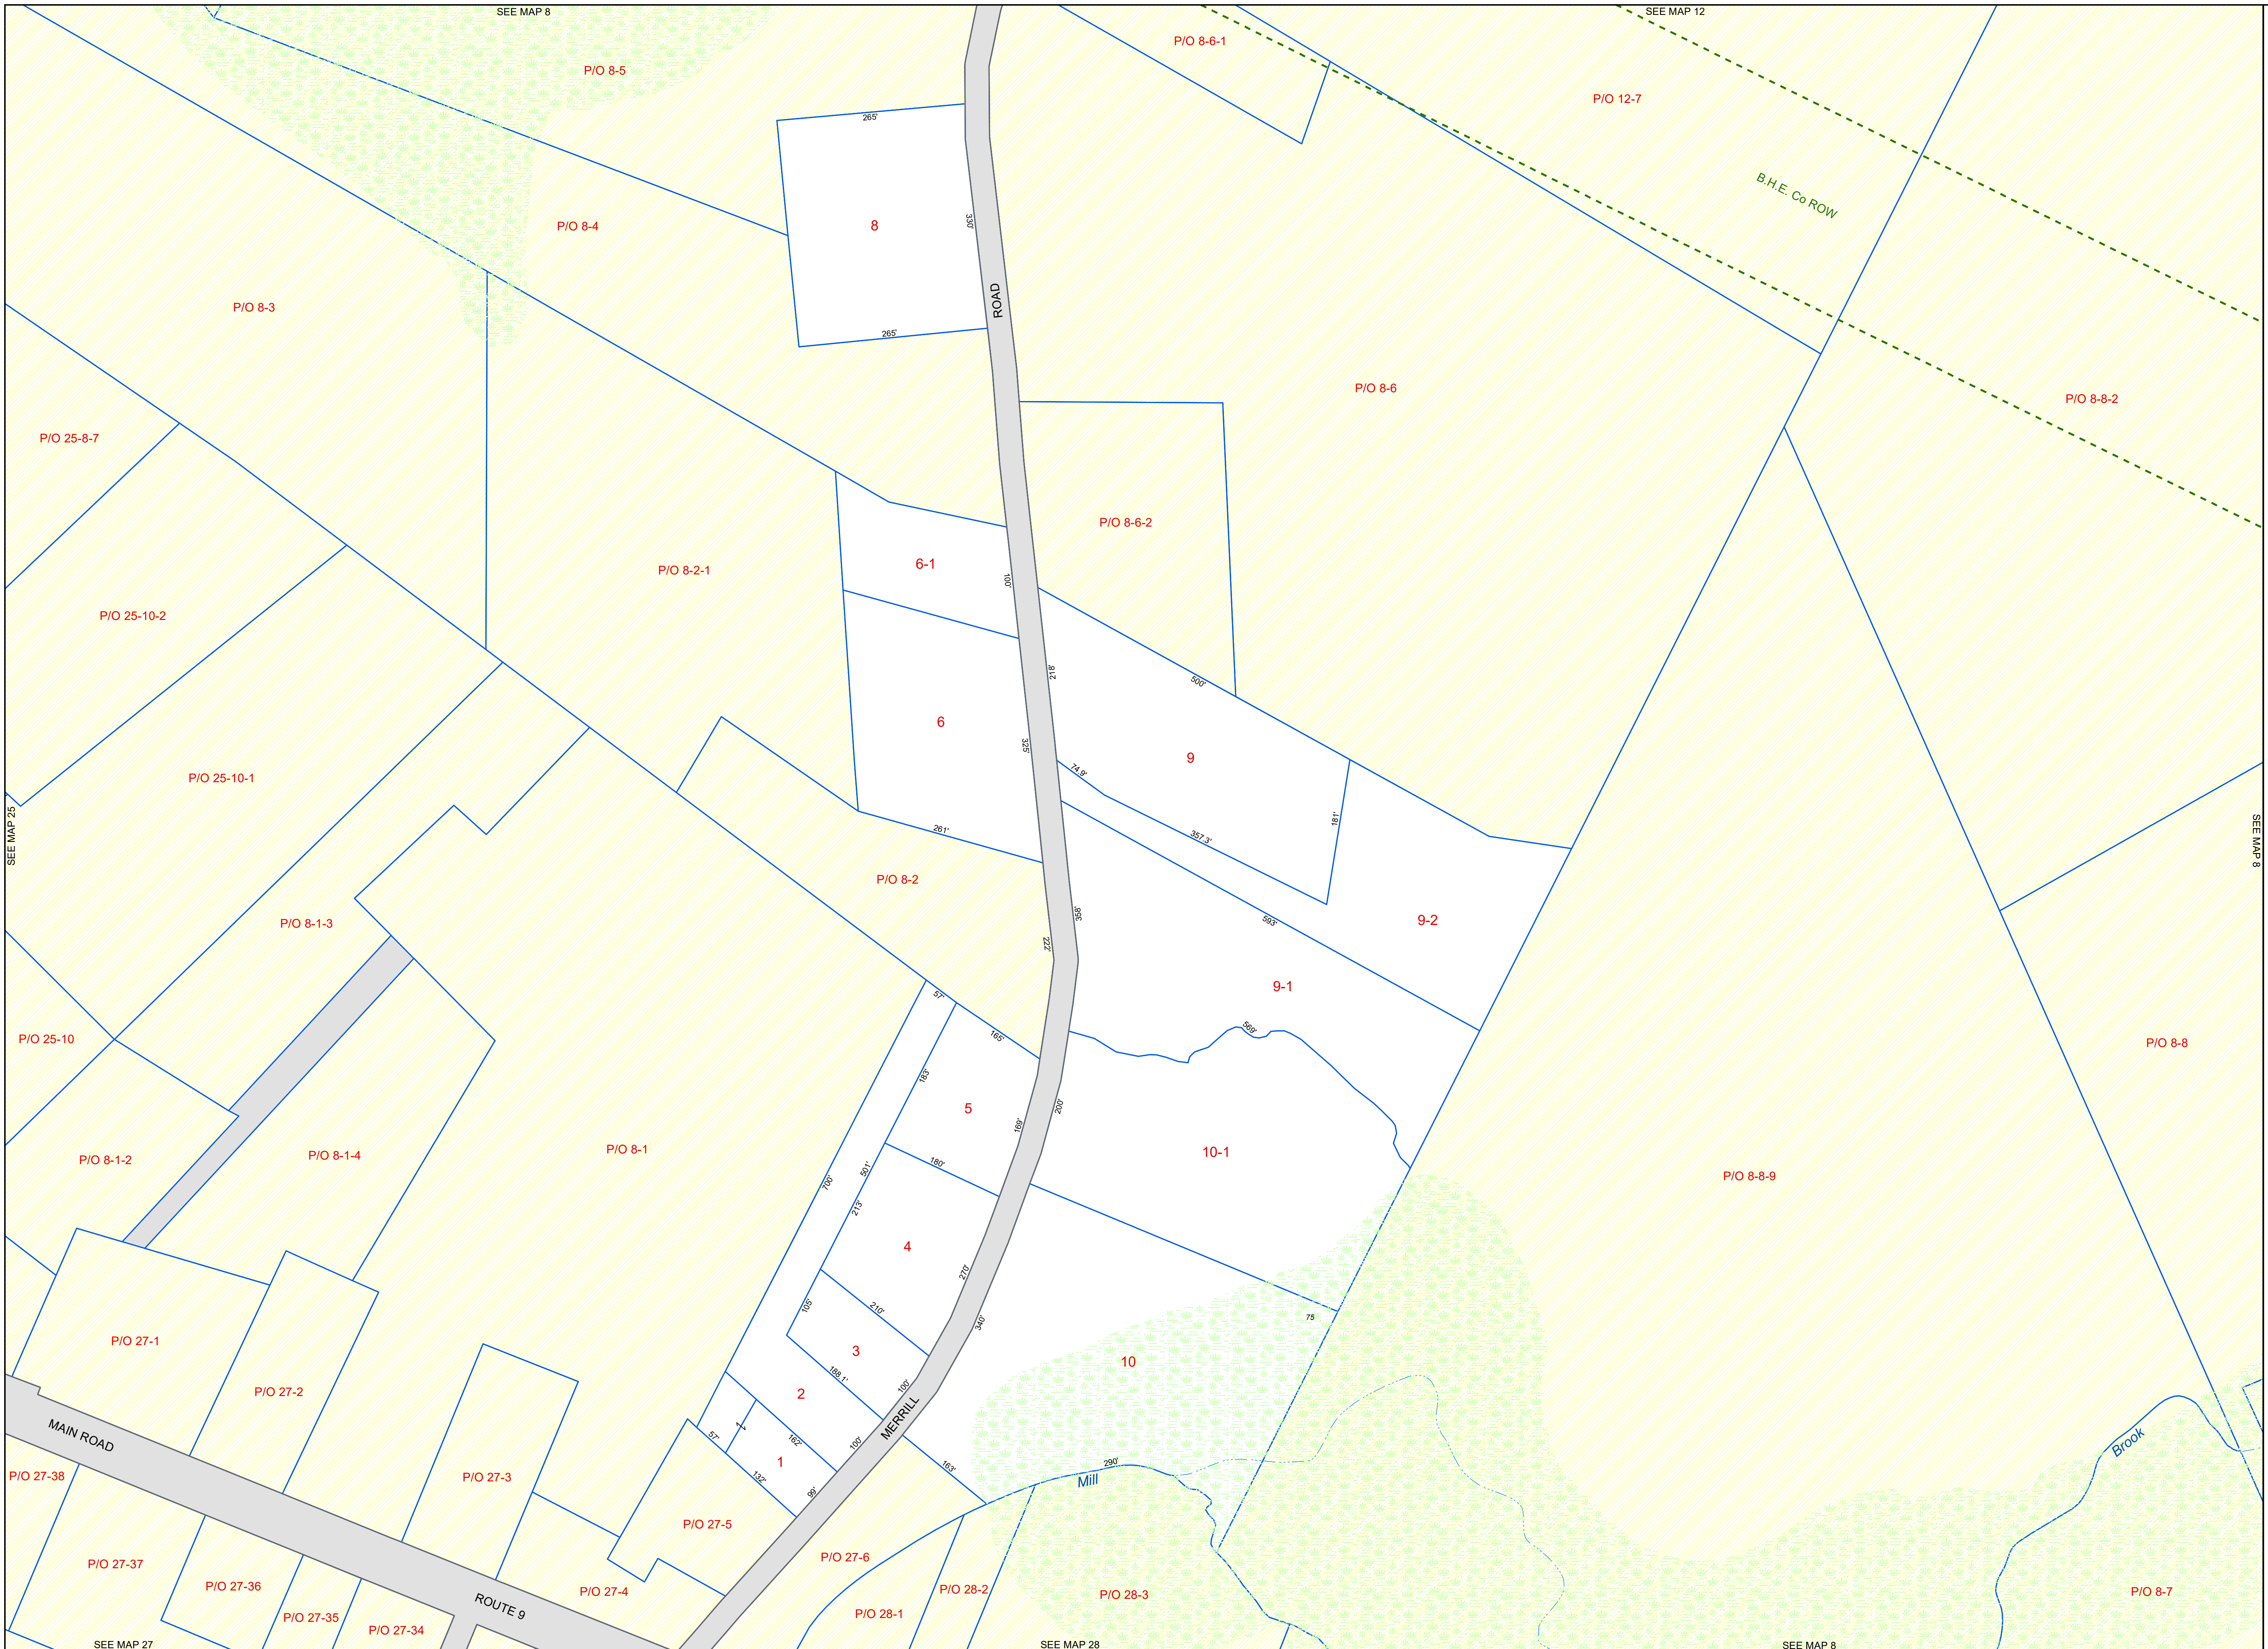 SEE MAP 8
SEE MAP 12
P/O 8-6-1
P/O 8-5
P/O 12-7
265'
B.H.E. Co ROW
330'
8
P/O 8-4
ROAD
P/O 8-3
265'
P/O 8-6
P/O 8-8-2
P/O 25-8-7
P/O 8-6-2
6-1
P/O 8-2-1
100'
P/O 25-10-2
218'
500'
6
325'
9
74.9'
P/O 25-10-1
181'
SEE MAP 25
261'
357.3'
SEE MAP 8
P/O 8-2
358'
593'
9-2
P/O 8-1-3
222'
9-1
57'
569'
165'
P/O 25-10
P/O 8-8
183'
5
200'
169'
P/O 8-1
10-1
P/O 8-1-4
P/O 8-1-2
180'
501'
P/O 8-8-9
700'
213'
4
270'
105'
210'
75
340'
P/O 27-1
3
10
188.1'
100'
P/O 27-2
2
MERRILL
MAIN ROAD
57'
162'
100'
Brook
1
163'
290'
P/O 27-38
P/O 27-3
132'
Mill
99'
P/O 27-5
P/O 27-6
P/O 27-37
P/O 27-36
P/O 27-4
P/O 28-2
P/O 28-3
P/O 8-7
ROUTE 9
P/O 28-1
P/O 27-35
P/O 27-34
SEE MAP 27
SEE MAP 28
SEE MAP 8